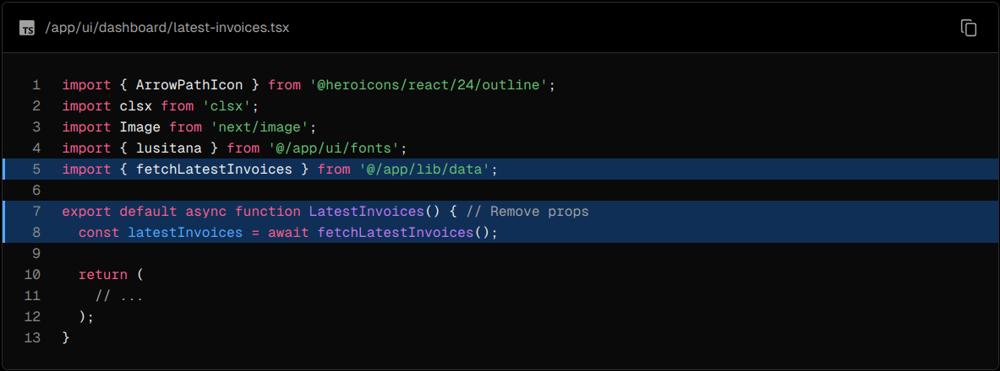 TS /app/ui/dashboard/latest-invoices.tsx
1 import { ArrowPathIcon } from '@heroicons/react/24/outline';
2 import clsx from 'clsx';
3 import Image from 'next/image';
4 import { lusitana } from '@/app/ui/fonts';
5 import { fetchLatestInvoices } from '@/app/lib/data';
6
7 export default async function LatestInvoices() { // Remove props
8   const latestInvoices = await fetchLatestInvoices();
9
10   return (
11     // ...
12   );
13 }